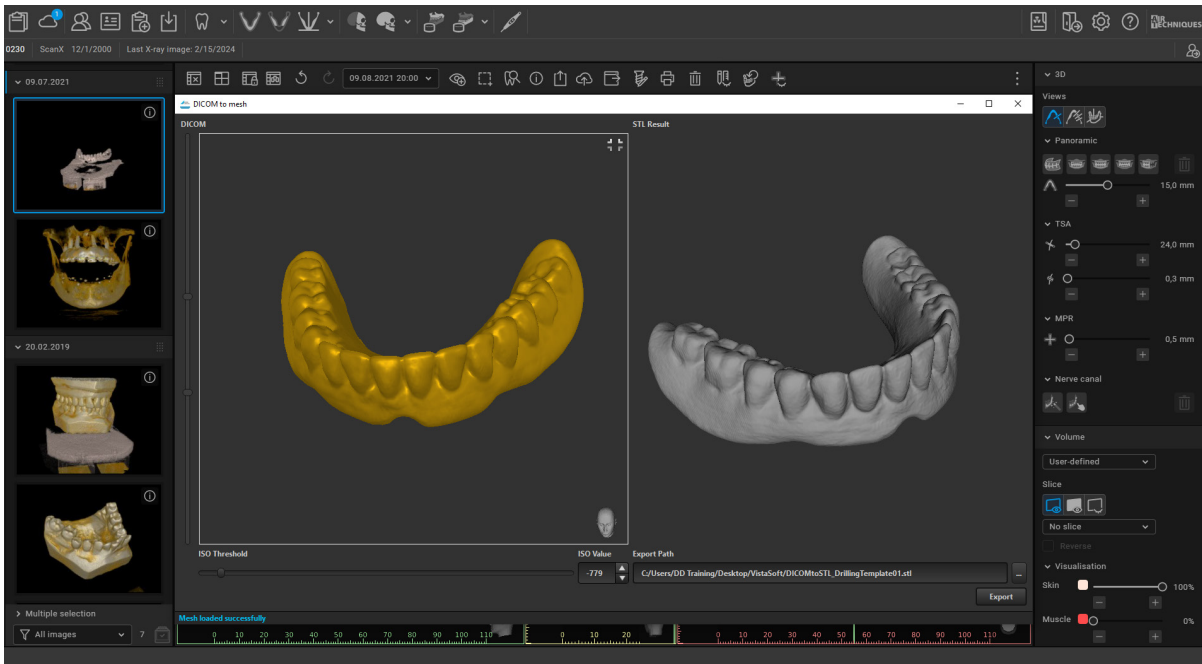 AIR TECHNIQUES
0230 ScanX 12/1/2000 Last X-ray image: 2/15/2024
09.07.2021
09.08.2021 20:00
3D
DICOM to mesh
DICOM
STL Result
Views
Panoramic
15,0 mm
TSA
24,0 mm
0,3 mm
20.02.2019
MPR
0,5 mm
Nerve canal
Volume
User-defined
Slice
No slice
Reverse
Visualisation
Skin 100%
Muscle 0%
ISO Threshold
ISO Value
Export Path
-779
C:/Users/DD Training/Desktop/VistaSoft/DICOMtoSTL_DrillingTemplate01.stl
...
Export
Multiple selection
Mesh loaded successfully
All images 7
0 10 20 30 40 50 60 70 80 90 100 110
0 10 20
0 10 20 30 40 50 60 70 80 90 100 110